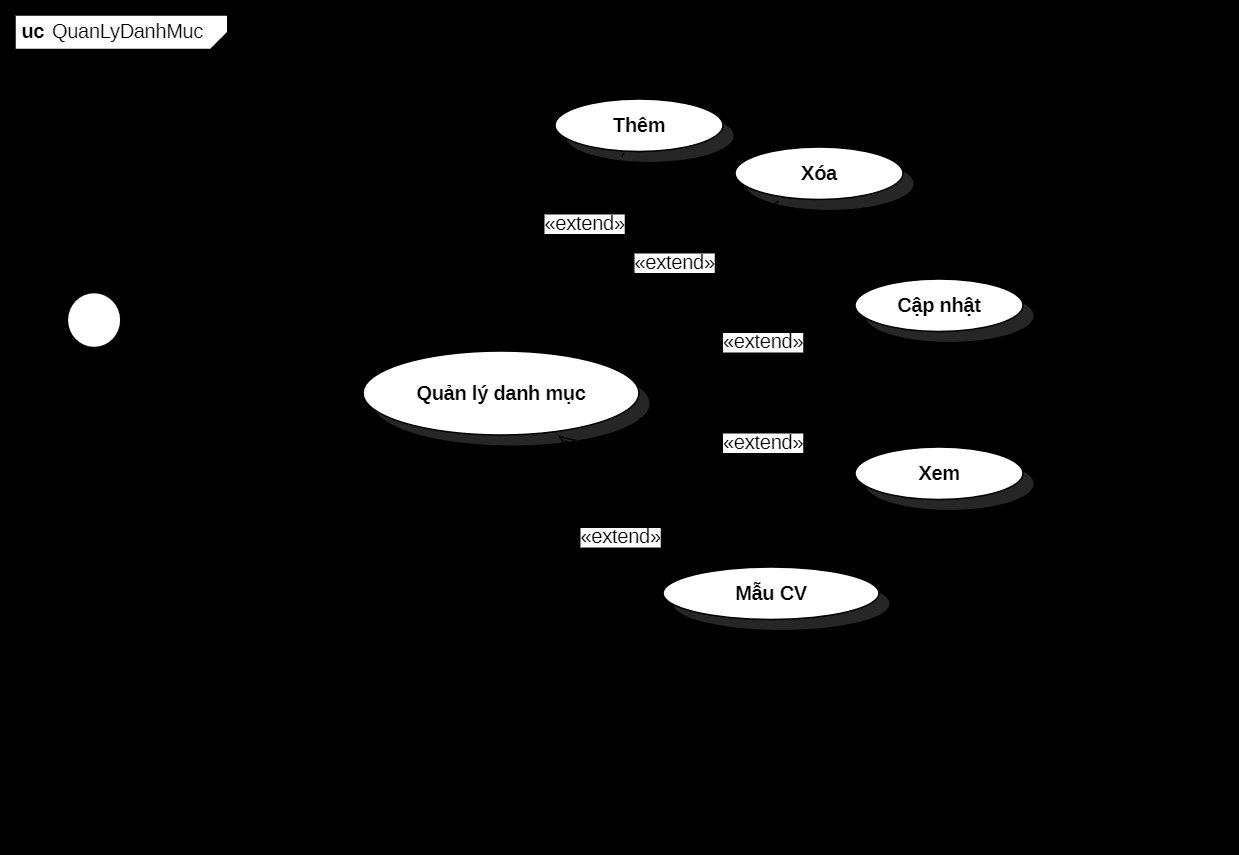 uc QuanLyDanhMuc
Thêm
Xóa
«extend»
«extend»
Cập nhật
«extend»
Quản lý danh mục
«extend»
Xem
«extend»
Mẫu CV